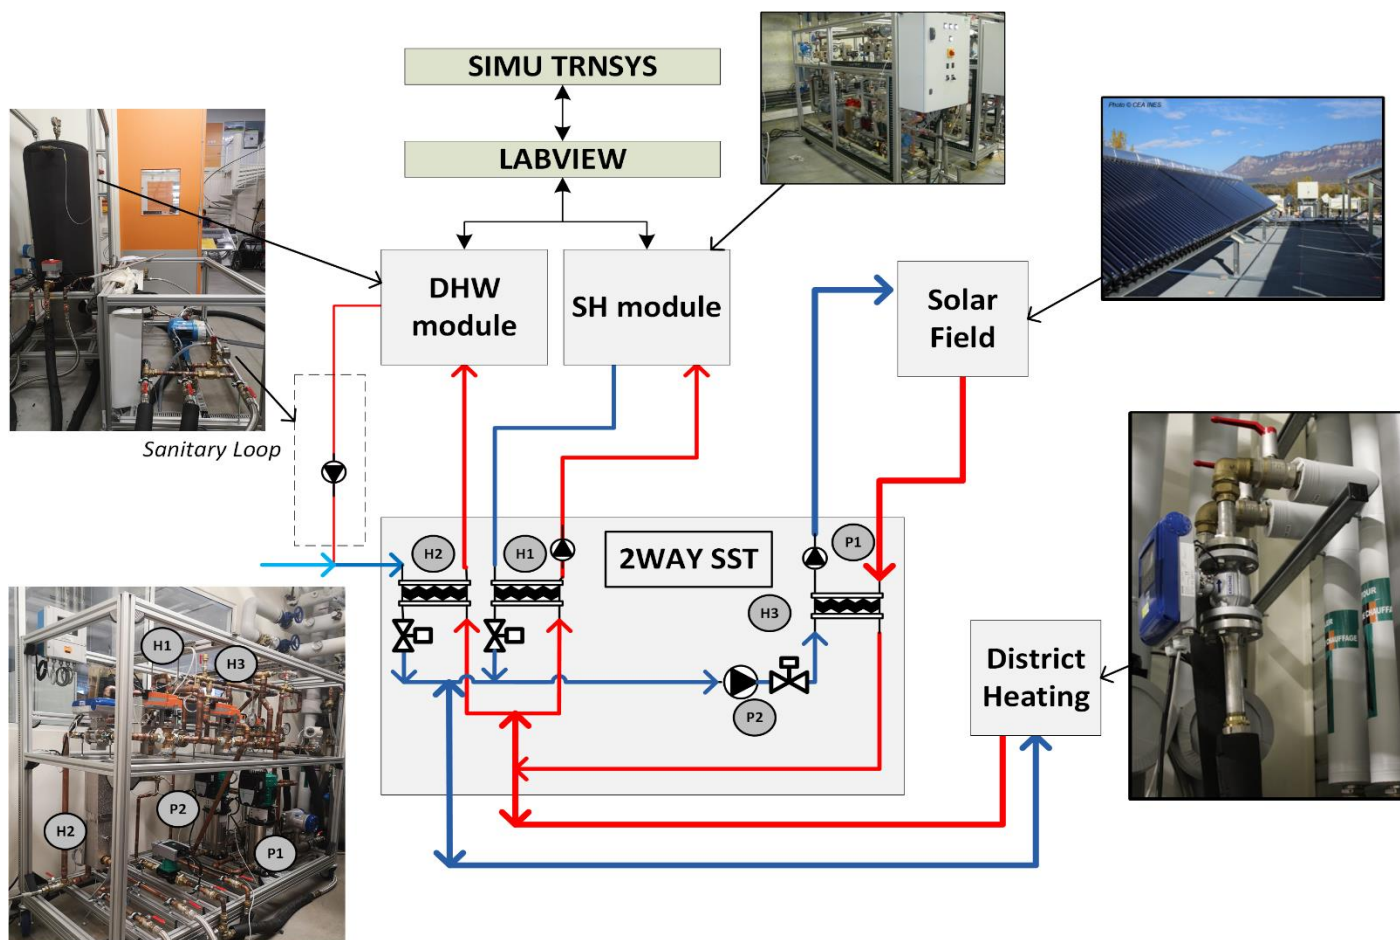 SIMU TRNSYS
LABVIEW
Photo © CEA INES
DHW
module
SH module
Solar
Field
Sanitary Loop
H2
H1
P1
2WAY SST
H3
P2
District
Heating
CHAUFFAGE
H1
H3
P2
H2
P1